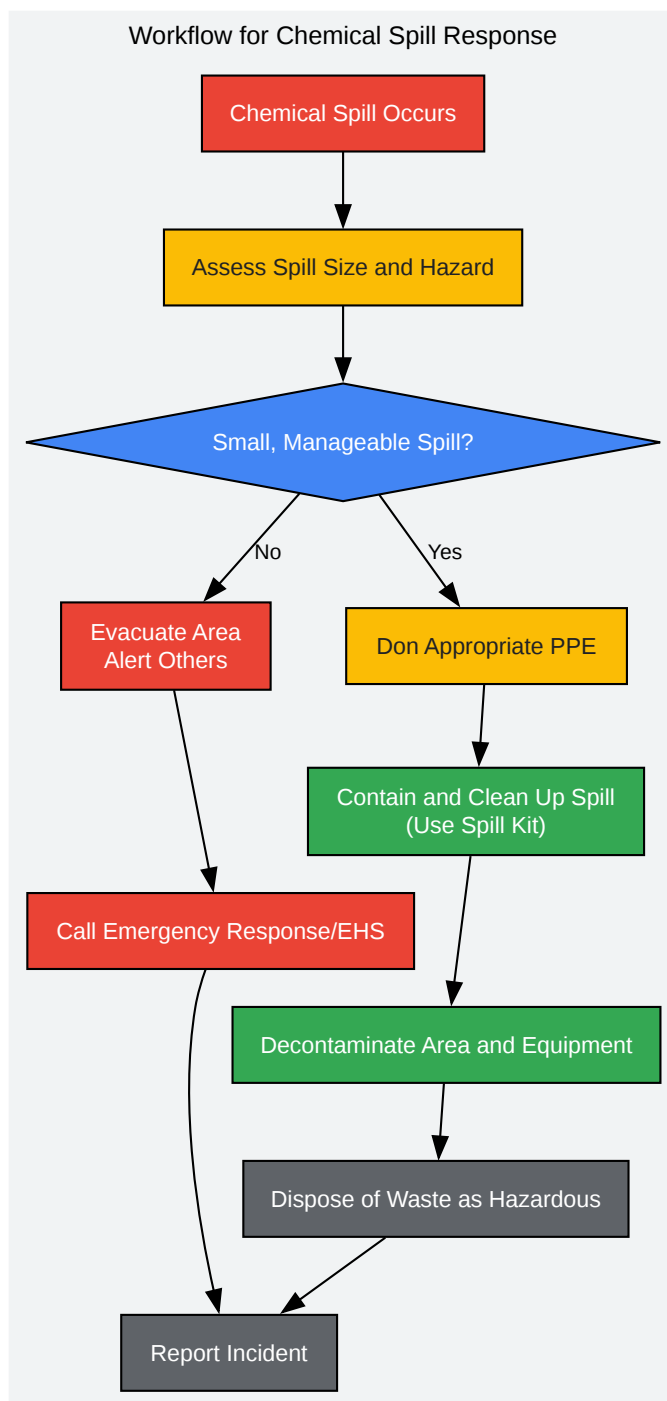 Workflow for Chemical Spill Response
Chemical Spill Occurs
Assess Spill Size and Hazard
Small, Manageable Spill?
No
Yes
Evacuate Area
Alert Others
Don Appropriate PPE
Contain and Clean Up Spill
(Use Spill Kit)
Call Emergency Response/EHS
Decontaminate Area and Equipment
Dispose of Waste as Hazardous
Report Incident